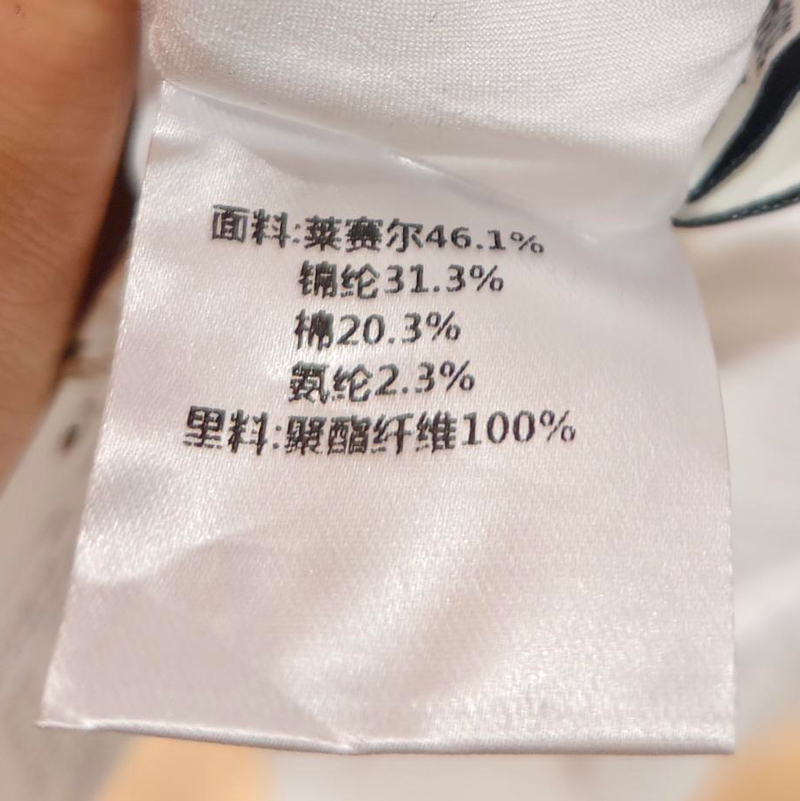 面料:莱赛尔46.1%
锦纶31.3%
棉20.3%
氨纶2.3%
里料:聚酯纤维100%